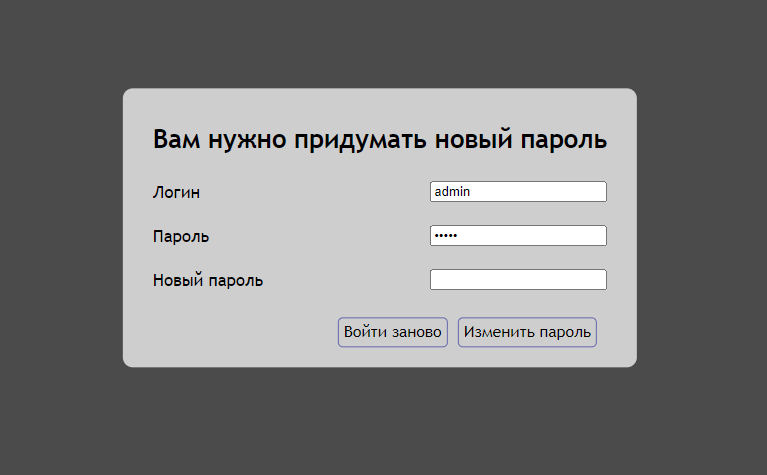 Вам нужно придумать новый пароль
Логин admin
Пароль •••••
Новый пароль
Войти заново Изменить пароль